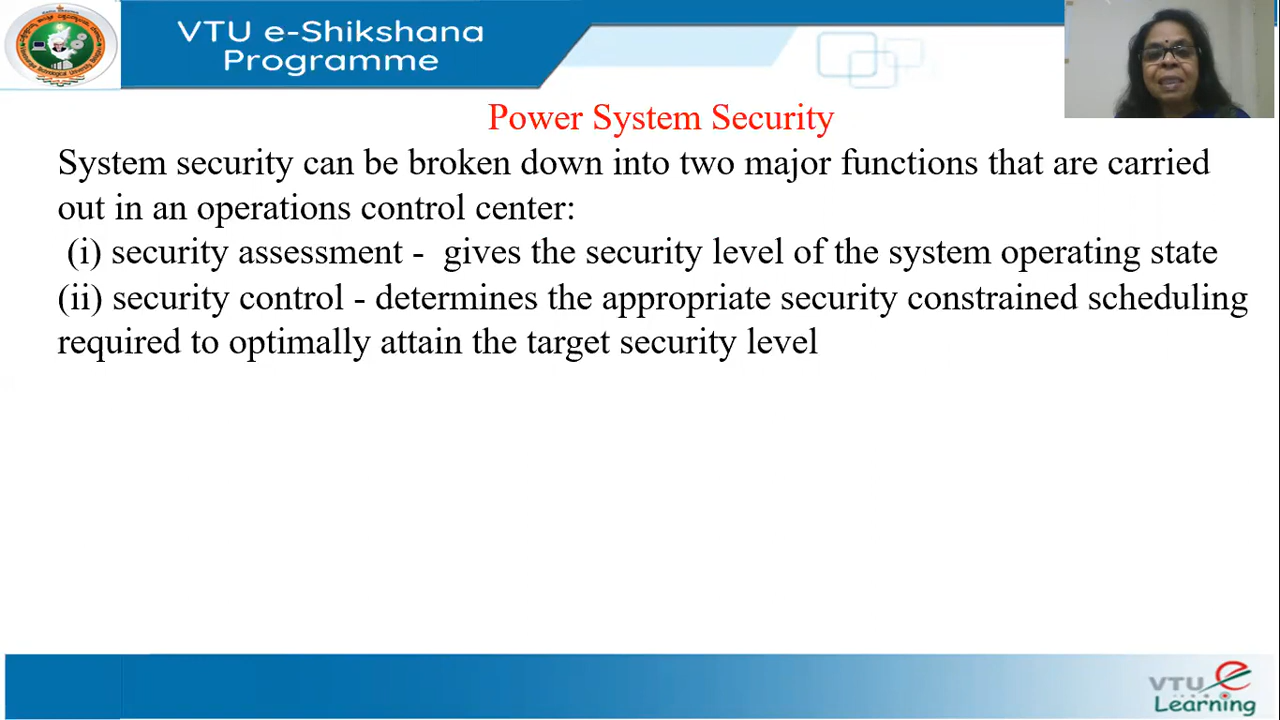 VTU e-Shikshana
Programme
Power System Security
System security can be broken down into two major functions that are carried
out in an operations control center:
(i) security assessment - gives the security level of the system operating state
(ii) security control - determines the appropriate security constrained scheduling
required to optimally attain the target security level
VTU e
Learning